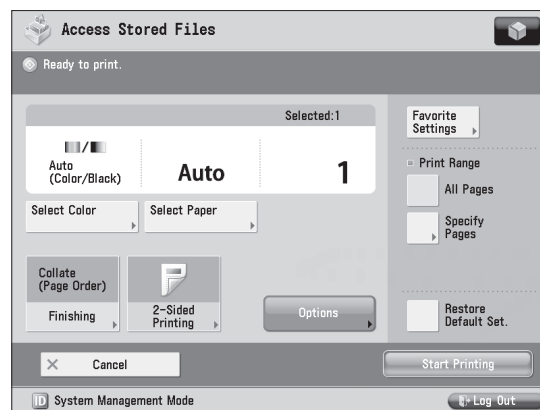 Access Stored Files
Ready to print.
Selected:1
Auto
(Color/Black)
Auto
1
Select Color
Select Paper
Collate
(Page Order)
Finishing
2-Sided
Printing
Options
Favorite
Settings
Print Range
All Pages
Specify
Pages
Restore
Default Set.
Cancel
Start Printing
ID System Management Mode
Log Out